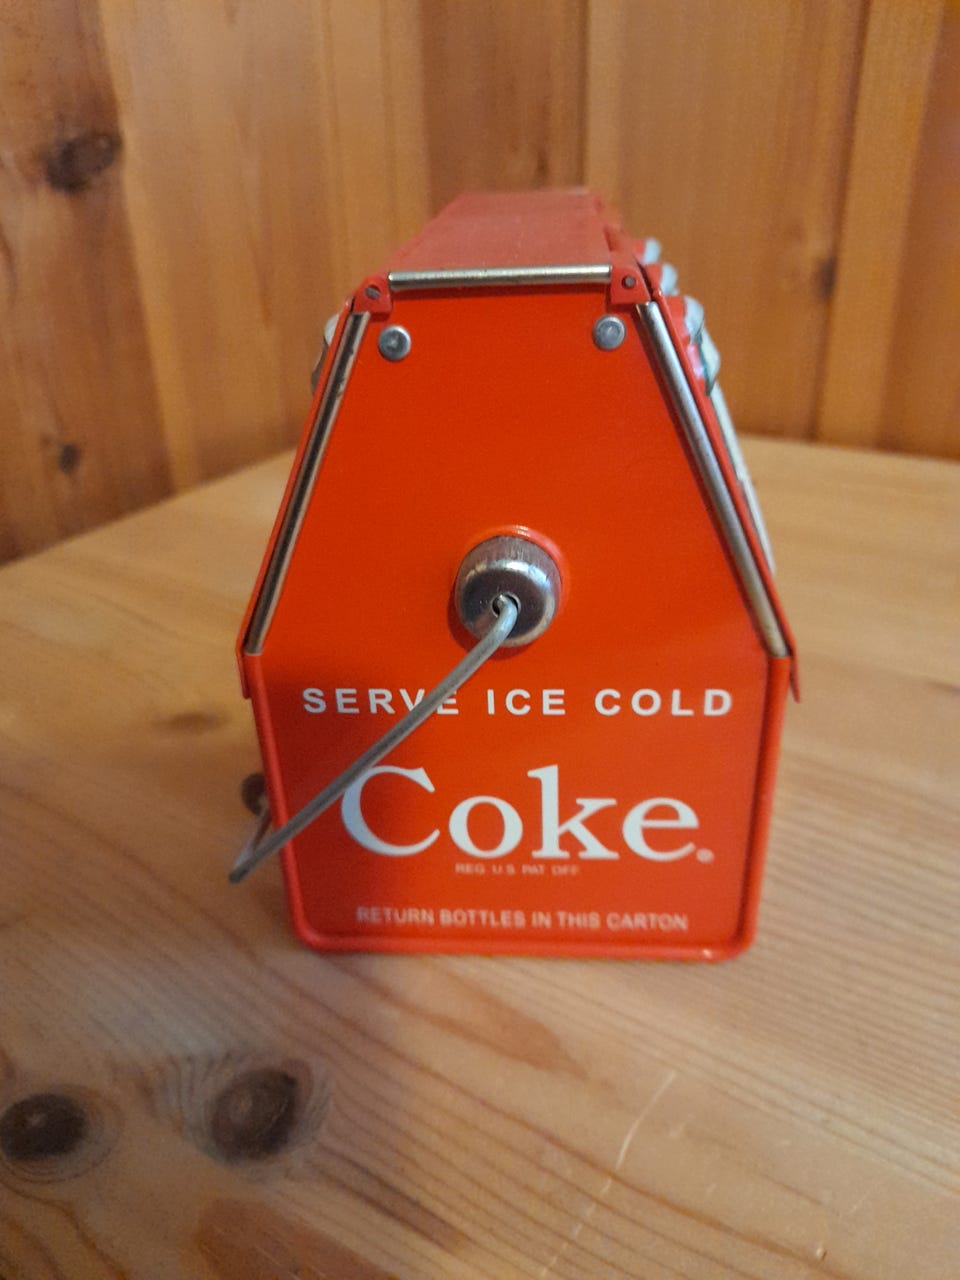 SERVE ICE COLD
Coke®
REG. U.S. PAT OFF
RETURN BOTTLES IN THIS CARTON